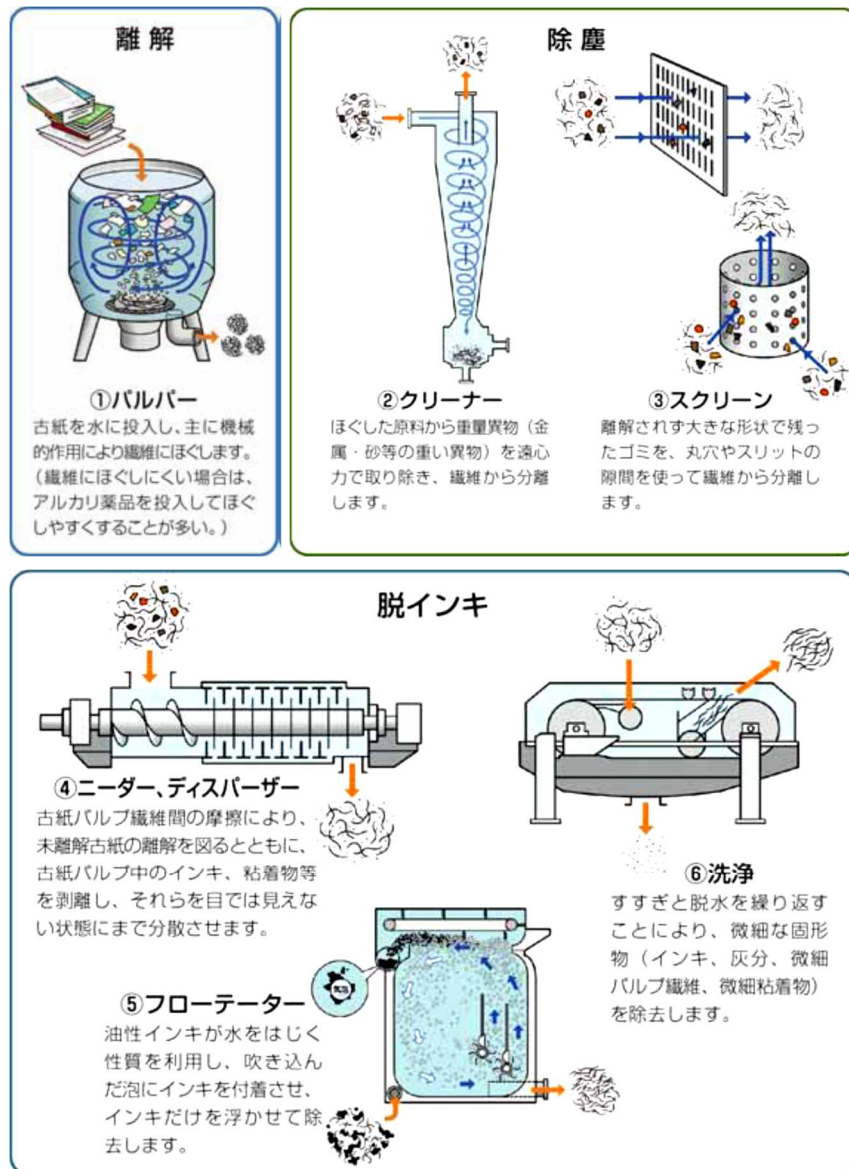 離解
①パルパー
古紙を水に投入し、主に機械
的作用により繊維にほぐします。
(繊維にほぐしにくい場合は、
アルカリ薬品を投入してほぐ
しやすくすることが多い。)
除塵
②クリーナー
ほぐした原料から重量異物(金
属・砂等の重い異物)を遠心
力で取り除き、繊維から分離
します。
③スクリーン
離解されず大きな形状で残っ
たゴミを、丸穴やスリットの
隙間を使って繊維から分離し
ます。
脱インキ
④ニーダー、ディスパーザー
古紙パルプ繊維間の摩擦により、
未離解古紙の離解を図るとともに、
古紙パルプ中のインキ、粘着物等
を剥離し、それらを目では見えな
い状態にまで分散させます。
⑤フローテーター
油性インキが水をはじく
性質を利用し、吹き込ん
だ泡にインキを付着させ、
インキだけを浮かせて除
去します。
気泡
⑥洗浄
すすぎと脱水を繰り返す
ことにより、微細な固形
物(インキ、灰分、微細
パルプ繊維、微細粘着物)
を除去します。